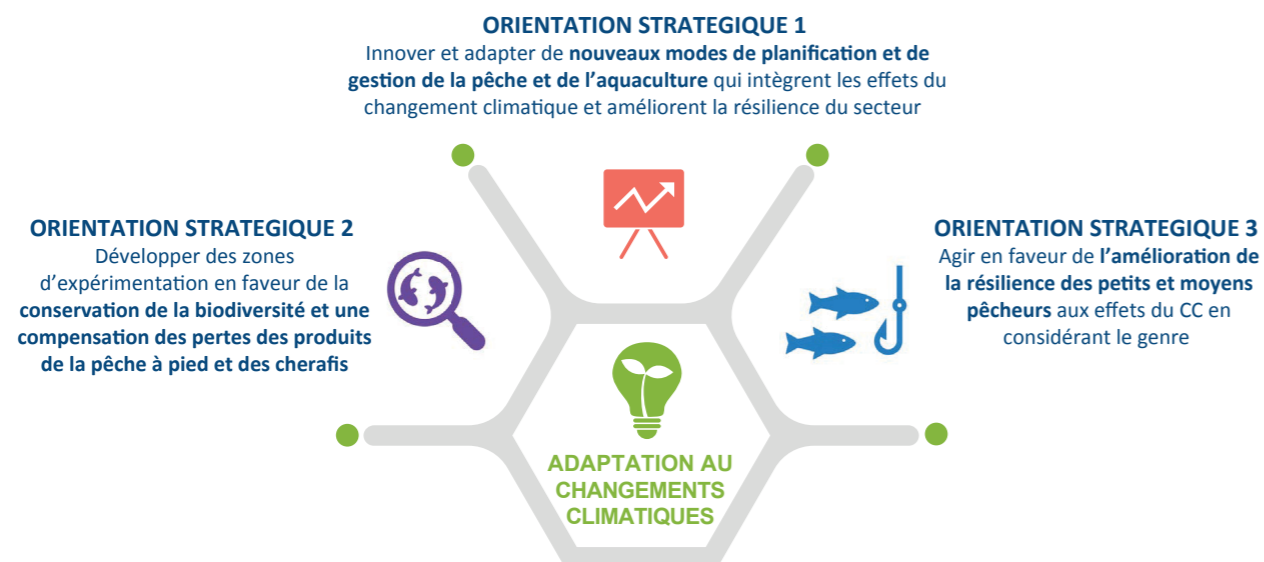 ORIENTATION STRATEGIQUE 1
Innover et adapter de nouveaux modes de planification et de
gestion de la pêche et de l’aquaculture qui intègrent les effets du
changement climatique et améliorent la résilience du secteur
ORIENTATION STRATEGIQUE 2
Développer des zones
d’expérimentation en faveur de la
conservation de la biodiversité et une
compensation des pertes des produits
de la pêche à pied et des cherafis
ORIENTATION STRATEGIQUE 3
Agir en faveur de l’amélioration de
la résilience des petits et moyens
pêcheurs aux effets du CC en
considérant le genre
ADAPTATION AU
CHANGEMENTS
CLIMATIQUES